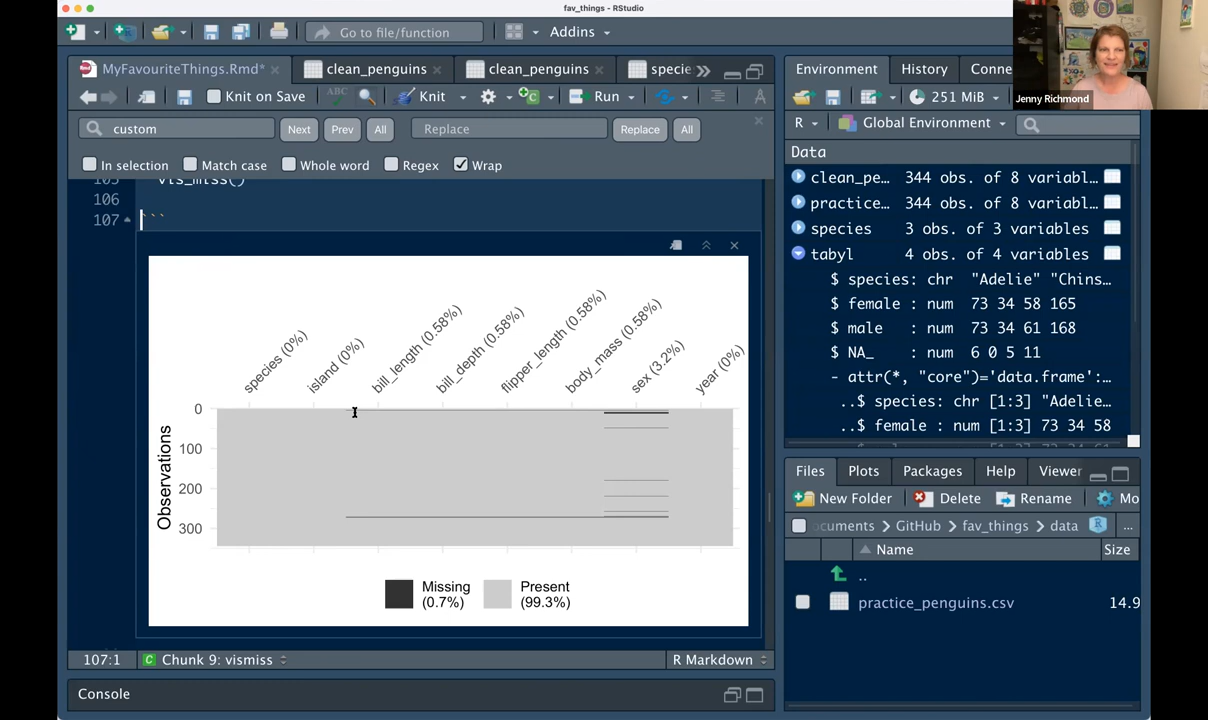 fav_things - RStudio
Go to file/function
Addins
MyFavouriteThings.Rmd*
clean_penguins
clean_penguins
specie
Knit on Save
ABC
Knit
Run
custom
Next
Prev
All
Replace
Replace
All
In selection
Match case
Whole word
Regex
Wrap
105
vis_miss()
106
107
```
species (0%)
island (0%)
bill_length (0.58%)
bill_depth (0.58%)
flipper_length (0.58%)
body_mass (0.58%)
sex (3.2%)
year (0%)
Observations
0
100
200
300
Missing
(0.7%)
Present
(99.3%)
107:1
Chunk 9: vismiss
R Markdown
Console
Environment
History
Conne
Jenny Richmond
251 MiB
R
Global Environment
Data
clean_pe… 344 obs. of 8 variabl…
practice… 344 obs. of 8 variabl…
species 3 obs. of 3 variables
tabyl 4 obs. of 4 variables
$ species: chr "Adelie" "Chins…
$ female : num 73 34 58 165
$ male : num 73 34 61 168
$ NA_ : num 6 0 5 11
- attr(*, "core")='data.frame':…
..$ species: chr [1:3] "Adelie…
..$ female : num [1:3] 73 34 58
Files
Plots
Packages
Help
Viewer
New Folder
Delete
Rename
Mo
ocuments > GitHub > fav_things > data
...
Name
Size
..
practice_penguins.csv
14.9